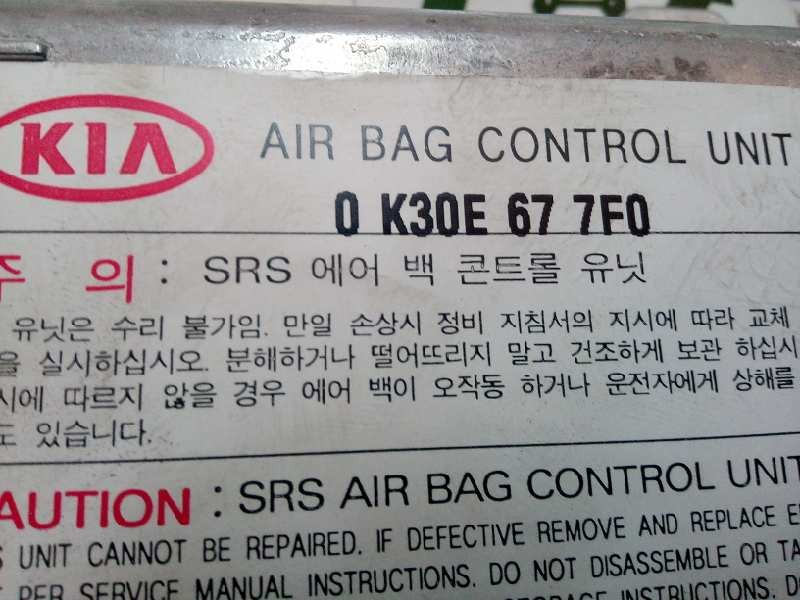 KIA AIR BAG CONTROL UNIT
0 K30E 67 7F0
주 의 : SRS 에어 백 콘트롤 유닛
유닛은 수리 불가임. 만일 손상시 정비 지침서의 지시에 따라 교체
을 실시하십시오. 분해하거나 떨어뜨리지 말고 건조하게 보관 하십시
시에 따르지 않을 경우 에어 백이 오작동 하거나 운전자에게 상해를
도 있습니다.
CAUTION : SRS AIR BAG CONTROL UNIT
UNIT CANNOT BE REPAIRED. IF DEFECTIVE REMOVE AND REPLACE
PER SERVICE MANUAL INSTRUCTIONS. DO NOT DISASSEMBLE OR
INSTRUCTIONS.